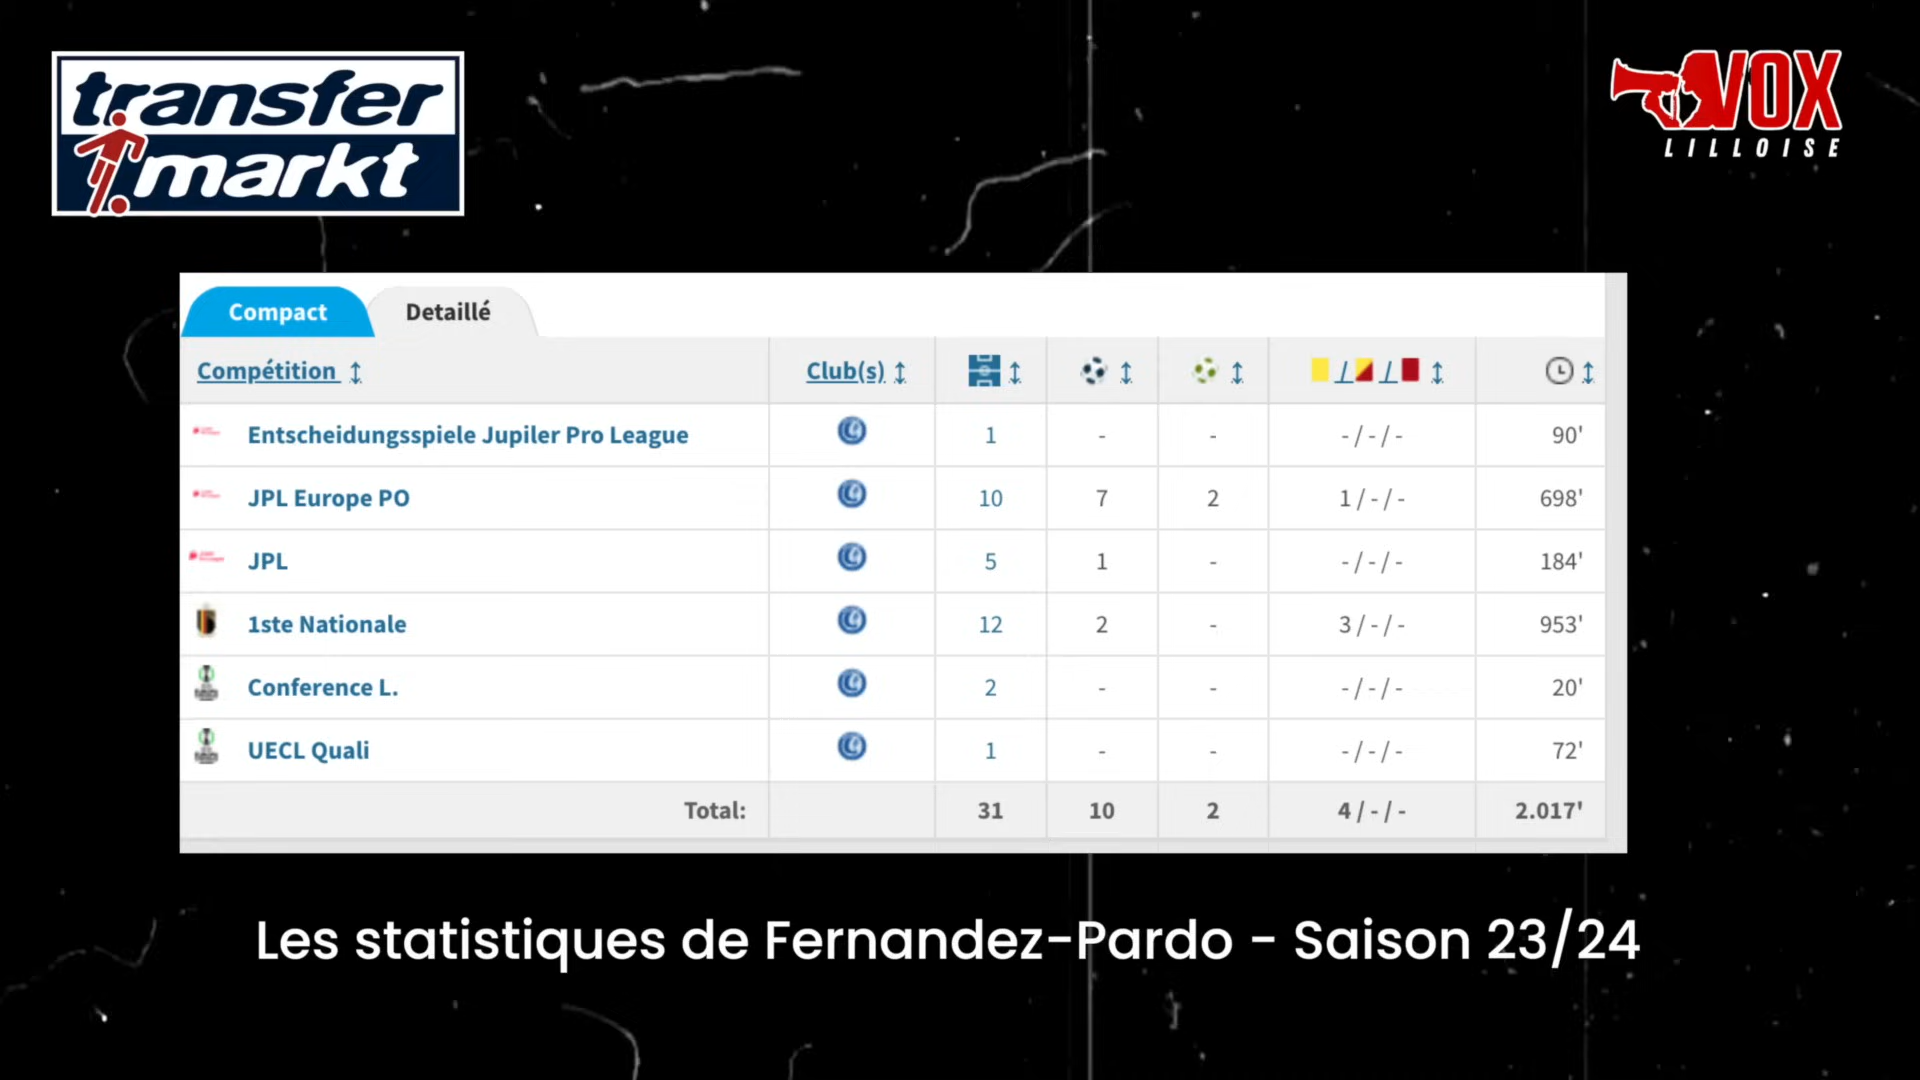 transfer
markt
VOX
LILLOISE
Compact Detaillé
Compétition Club(s) / /
Entscheidungsspiele Jupiler Pro League 1 - - - / - / - 90'
JPL Europe PO 10 7 2 1 / - / - 698'
JPL 5 1 - - / - / - 184'
1ste Nationale 12 2 - 3 / - / - 953'
Conference L. 2 - - - / - / - 20'
UECL Quali 1 - - - / - / - 72'
Total: 31 10 2 4 / - / - 2.017'
Les statistiques de Fernandez-Pardo - Saison 23/24